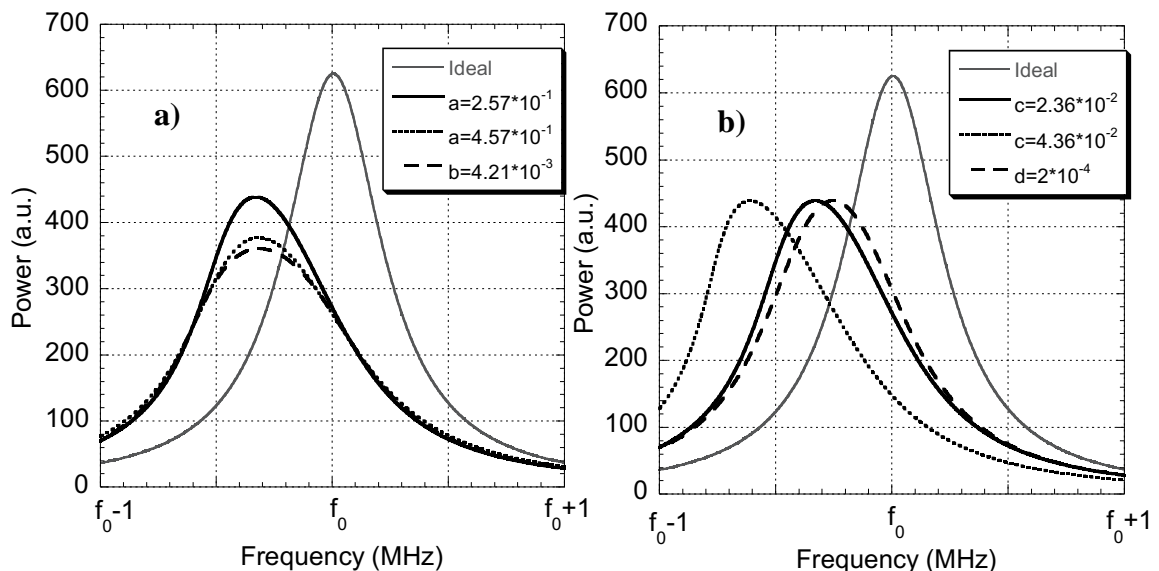 700
600
500
400
300
200
100
0
Power (a.u.)
a)
Ideal
a=2.57*10⁻¹
a=4.57*10⁻¹
b=4.21*10⁻³
f₀-1
f₀
f₀+1
Frequency (MHz)
700
600
500
400
300
200
100
0
Power (a.u.)
b)
Ideal
c=2.36*10⁻²
c=4.36*10⁻²
d=2*10⁻⁴
f₀-1
f₀
f₀+1
Frequency (MHz)